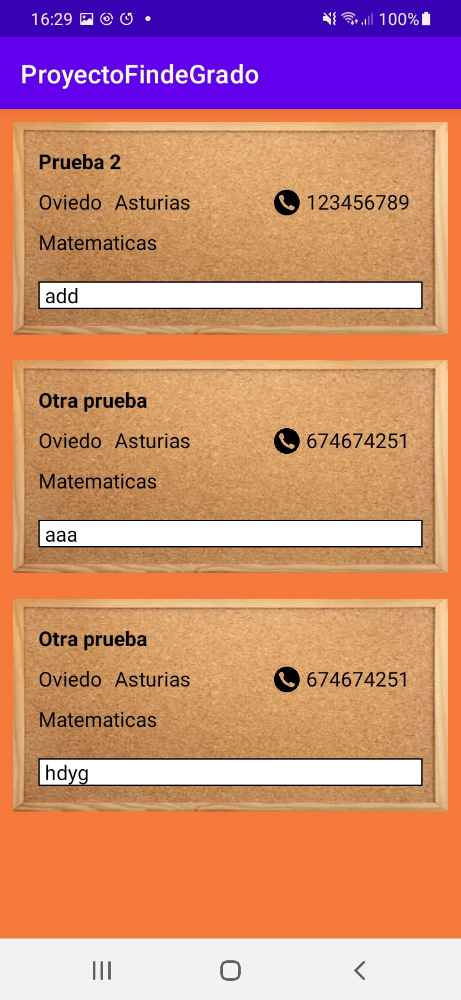 16:29 100%
ProyectoFindeGrado
Prueba 2
Oviedo Asturias 123456789
Matematicas
add
Otra prueba
Oviedo Asturias 674674251
Matematicas
aaa
Otra prueba
Oviedo Asturias 674674251
Matematicas
hdyg